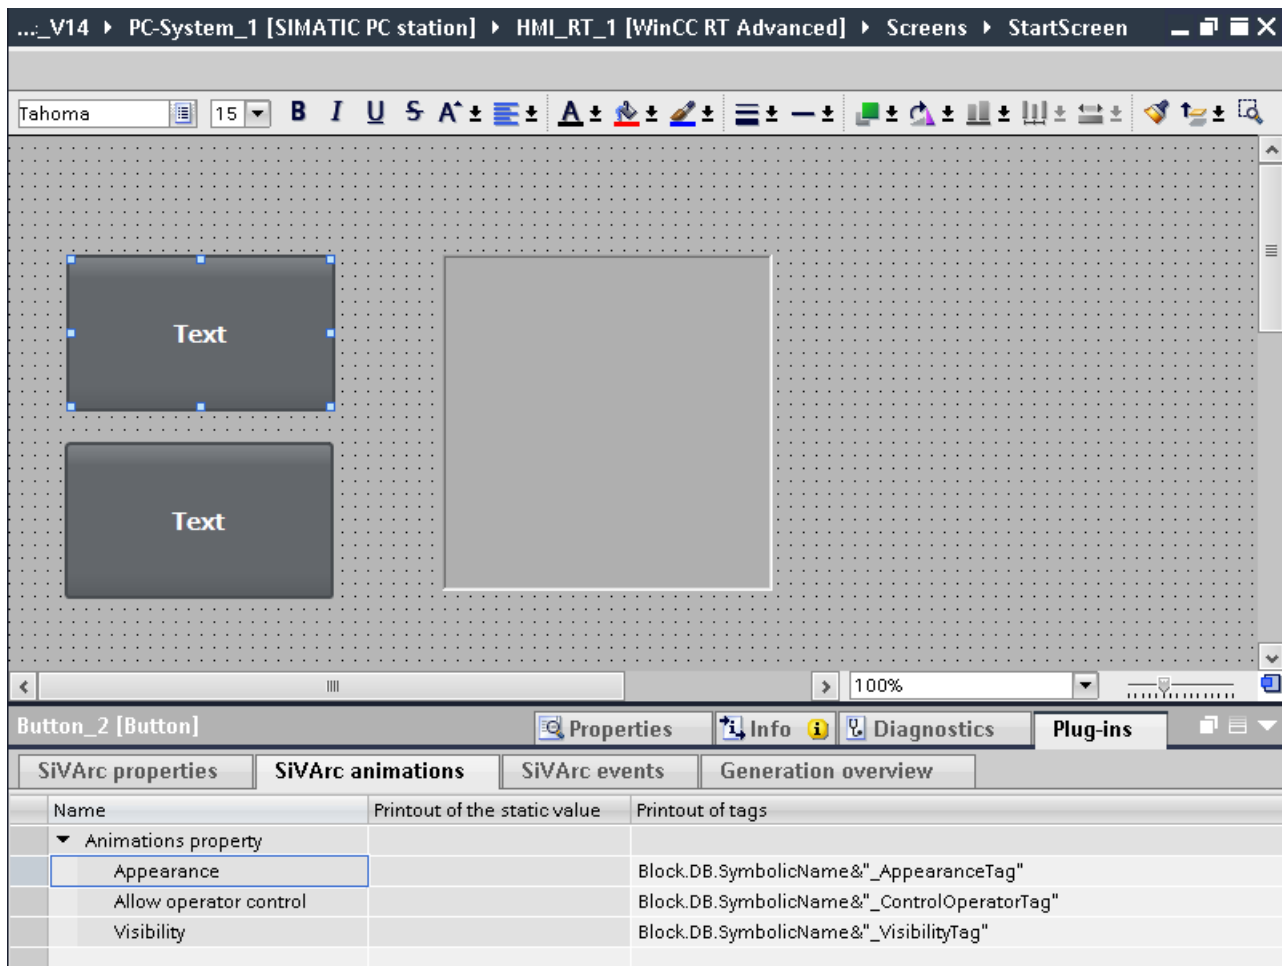 ...:_V14 ▸ PC-System_1 [SIMATIC PC station] ▸ HMI_RT_1 [WinCC RT Advanced] ▸ Screens ▸ StartScreen
Tahoma 15 B I U S A A
Text
Text
100%
Button_2 [Button] Properties Info Diagnostics Plug-ins
SiVArc properties SiVArc animations SiVArc events Generation overview
Name Printout of the static value Printout of tags
Animations property
Appearance Block.DB.SymbolicName&"_AppearanceTag"
Allow operator control Block.DB.SymbolicName&"_ControlOperatorTag"
Visibility Block.DB.SymbolicName&"_VisibilityTag"